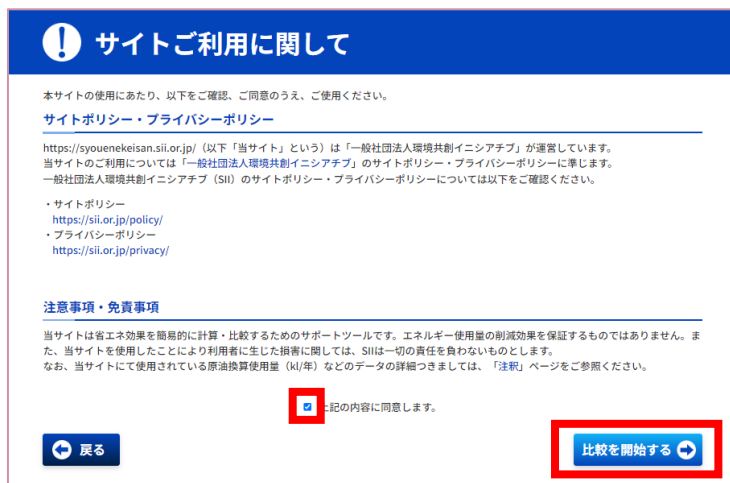 サイトご利用に関して
本サイトの使用にあたり、以下をご確認、ご同意のうえ、ご使用ください。
サイトポリシー・プライバシーポリシー
https://syouenekeisan.sii.or.jp/（以下「当サイト」という）は「一般社団法人環境共創イニシアチブ」が運営しています。
当サイトのご利用については「一般社団法人環境共創イニシアチブ」のサイトポリシー・プライバシーポリシーに準じます。
一般社団法人環境共創イニシアチブ（SII）のサイトポリシー・プライバシーポリシーについては以下をご確認ください。
・サイトポリシー
https://sii.or.jp/policy/
・プライバシーポリシー
https://sii.or.jp/privacy/
注意事項・免責事項
当サイトは省エネ効果を簡易的に計算・比較するためのサポートツールです。エネルギー使用量の削減効果を保証するものではありません。ま
た、当サイトを使用したことにより利用者に生じた損害に関しては、SIIは一切の責任を負わないものとします。
なお、当サイトにて使用されている原油換算使用量（kl/年）などのデータの詳細つきましては、「注釈」ページをご参照ください。
上記の内容に同意します。
戻る
比較を開始する